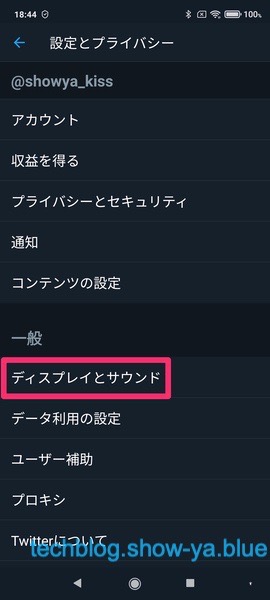 18:44 100%
設定とプライバシー
@showya_kiss
アカウント
収益を得る
プライバシーとセキュリティ
通知
コンテンツの設定
一般
ディスプレイとサウンド
データ利用の設定
ユーザー補助
プロキシ
Twitterについて
techblog.show-ya.blue